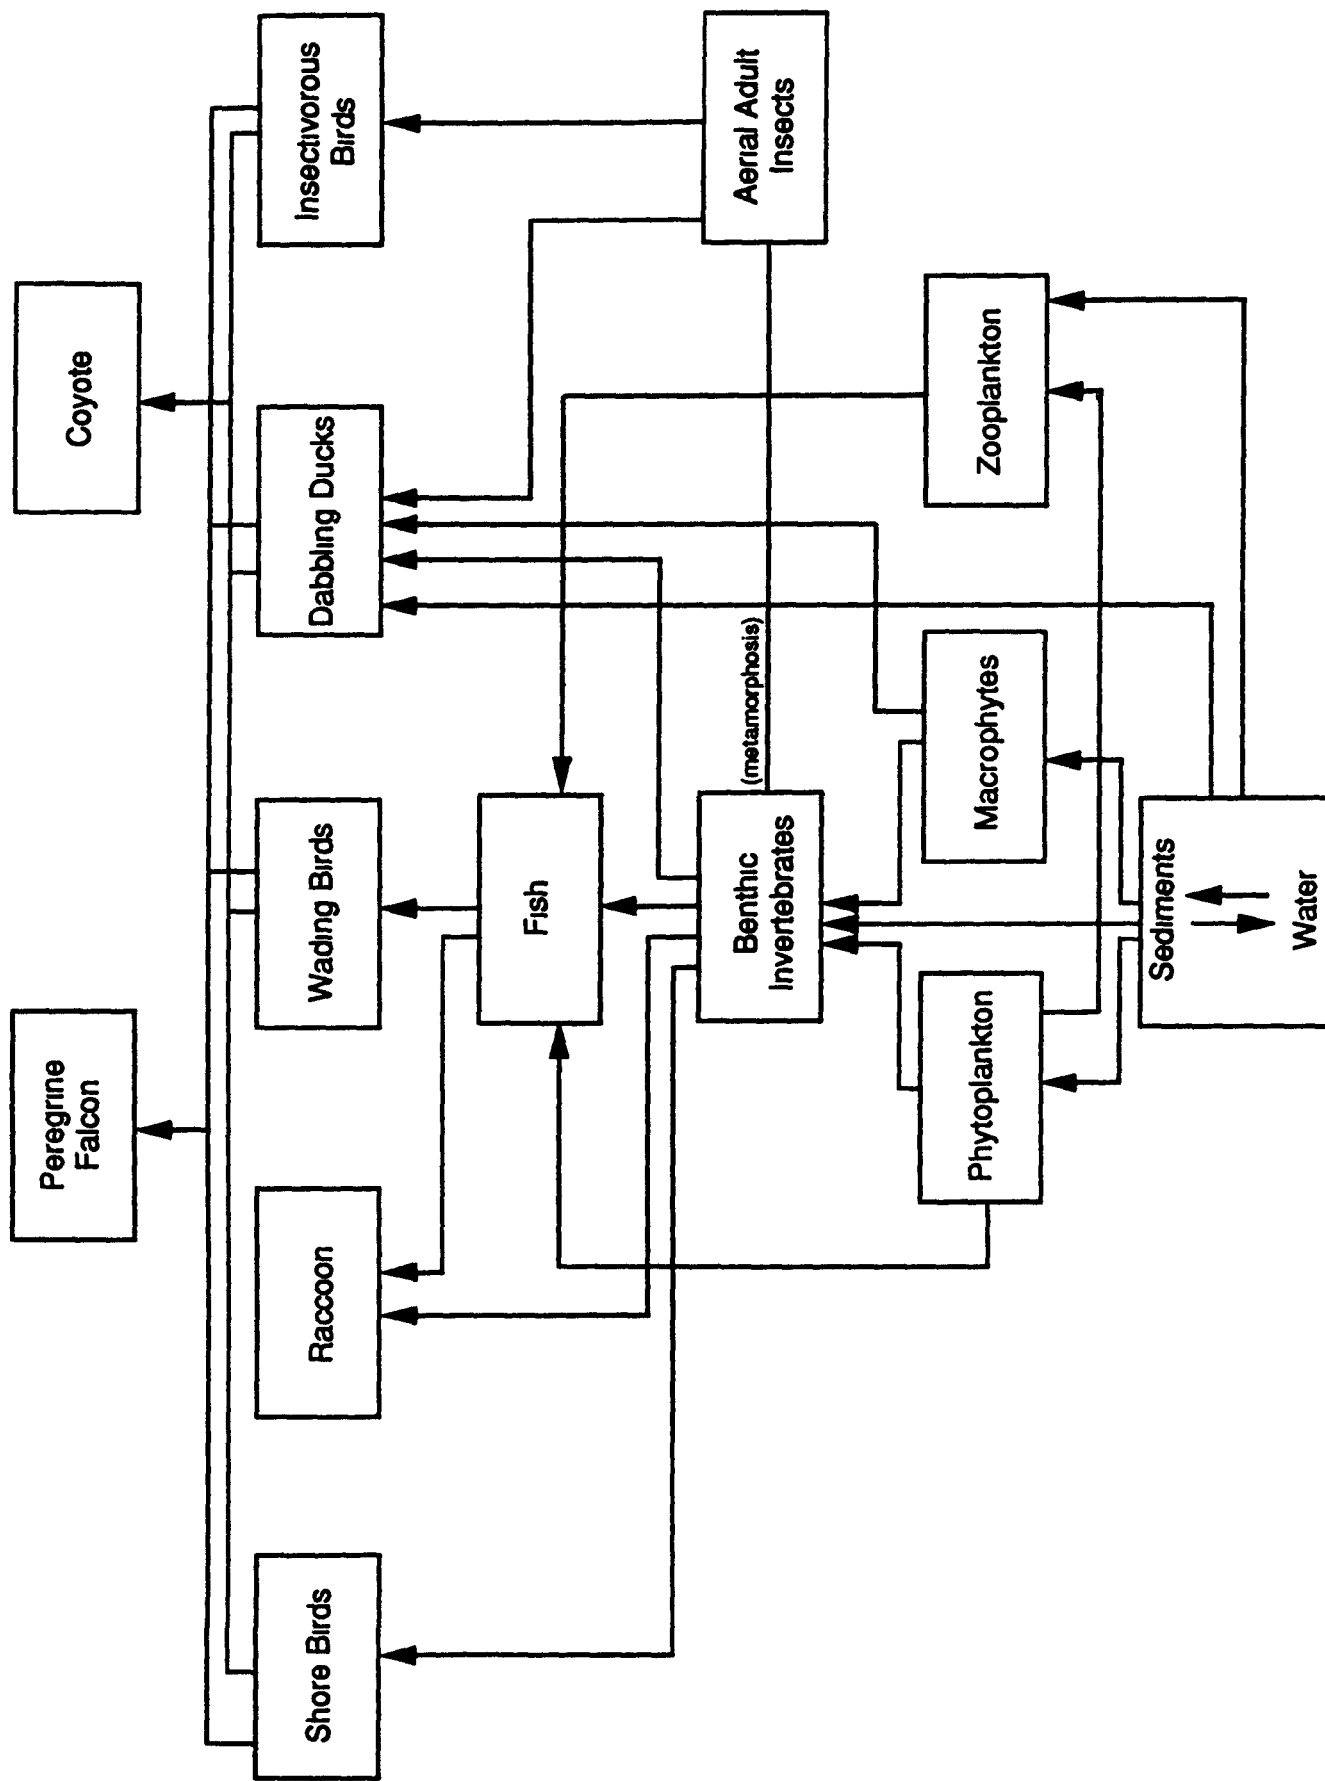 Peregrine
Falcon
Coyote
Shore Birds
Raccoon
Wading Birds
Dabbling Ducks
Insectivorous
Birds
Fish
Benthic
Invertebrates
(metamorphosis)
Aerial Adult
Insects
Phytoplankton
Macrophytes
Zooplankton
Sediments
Water